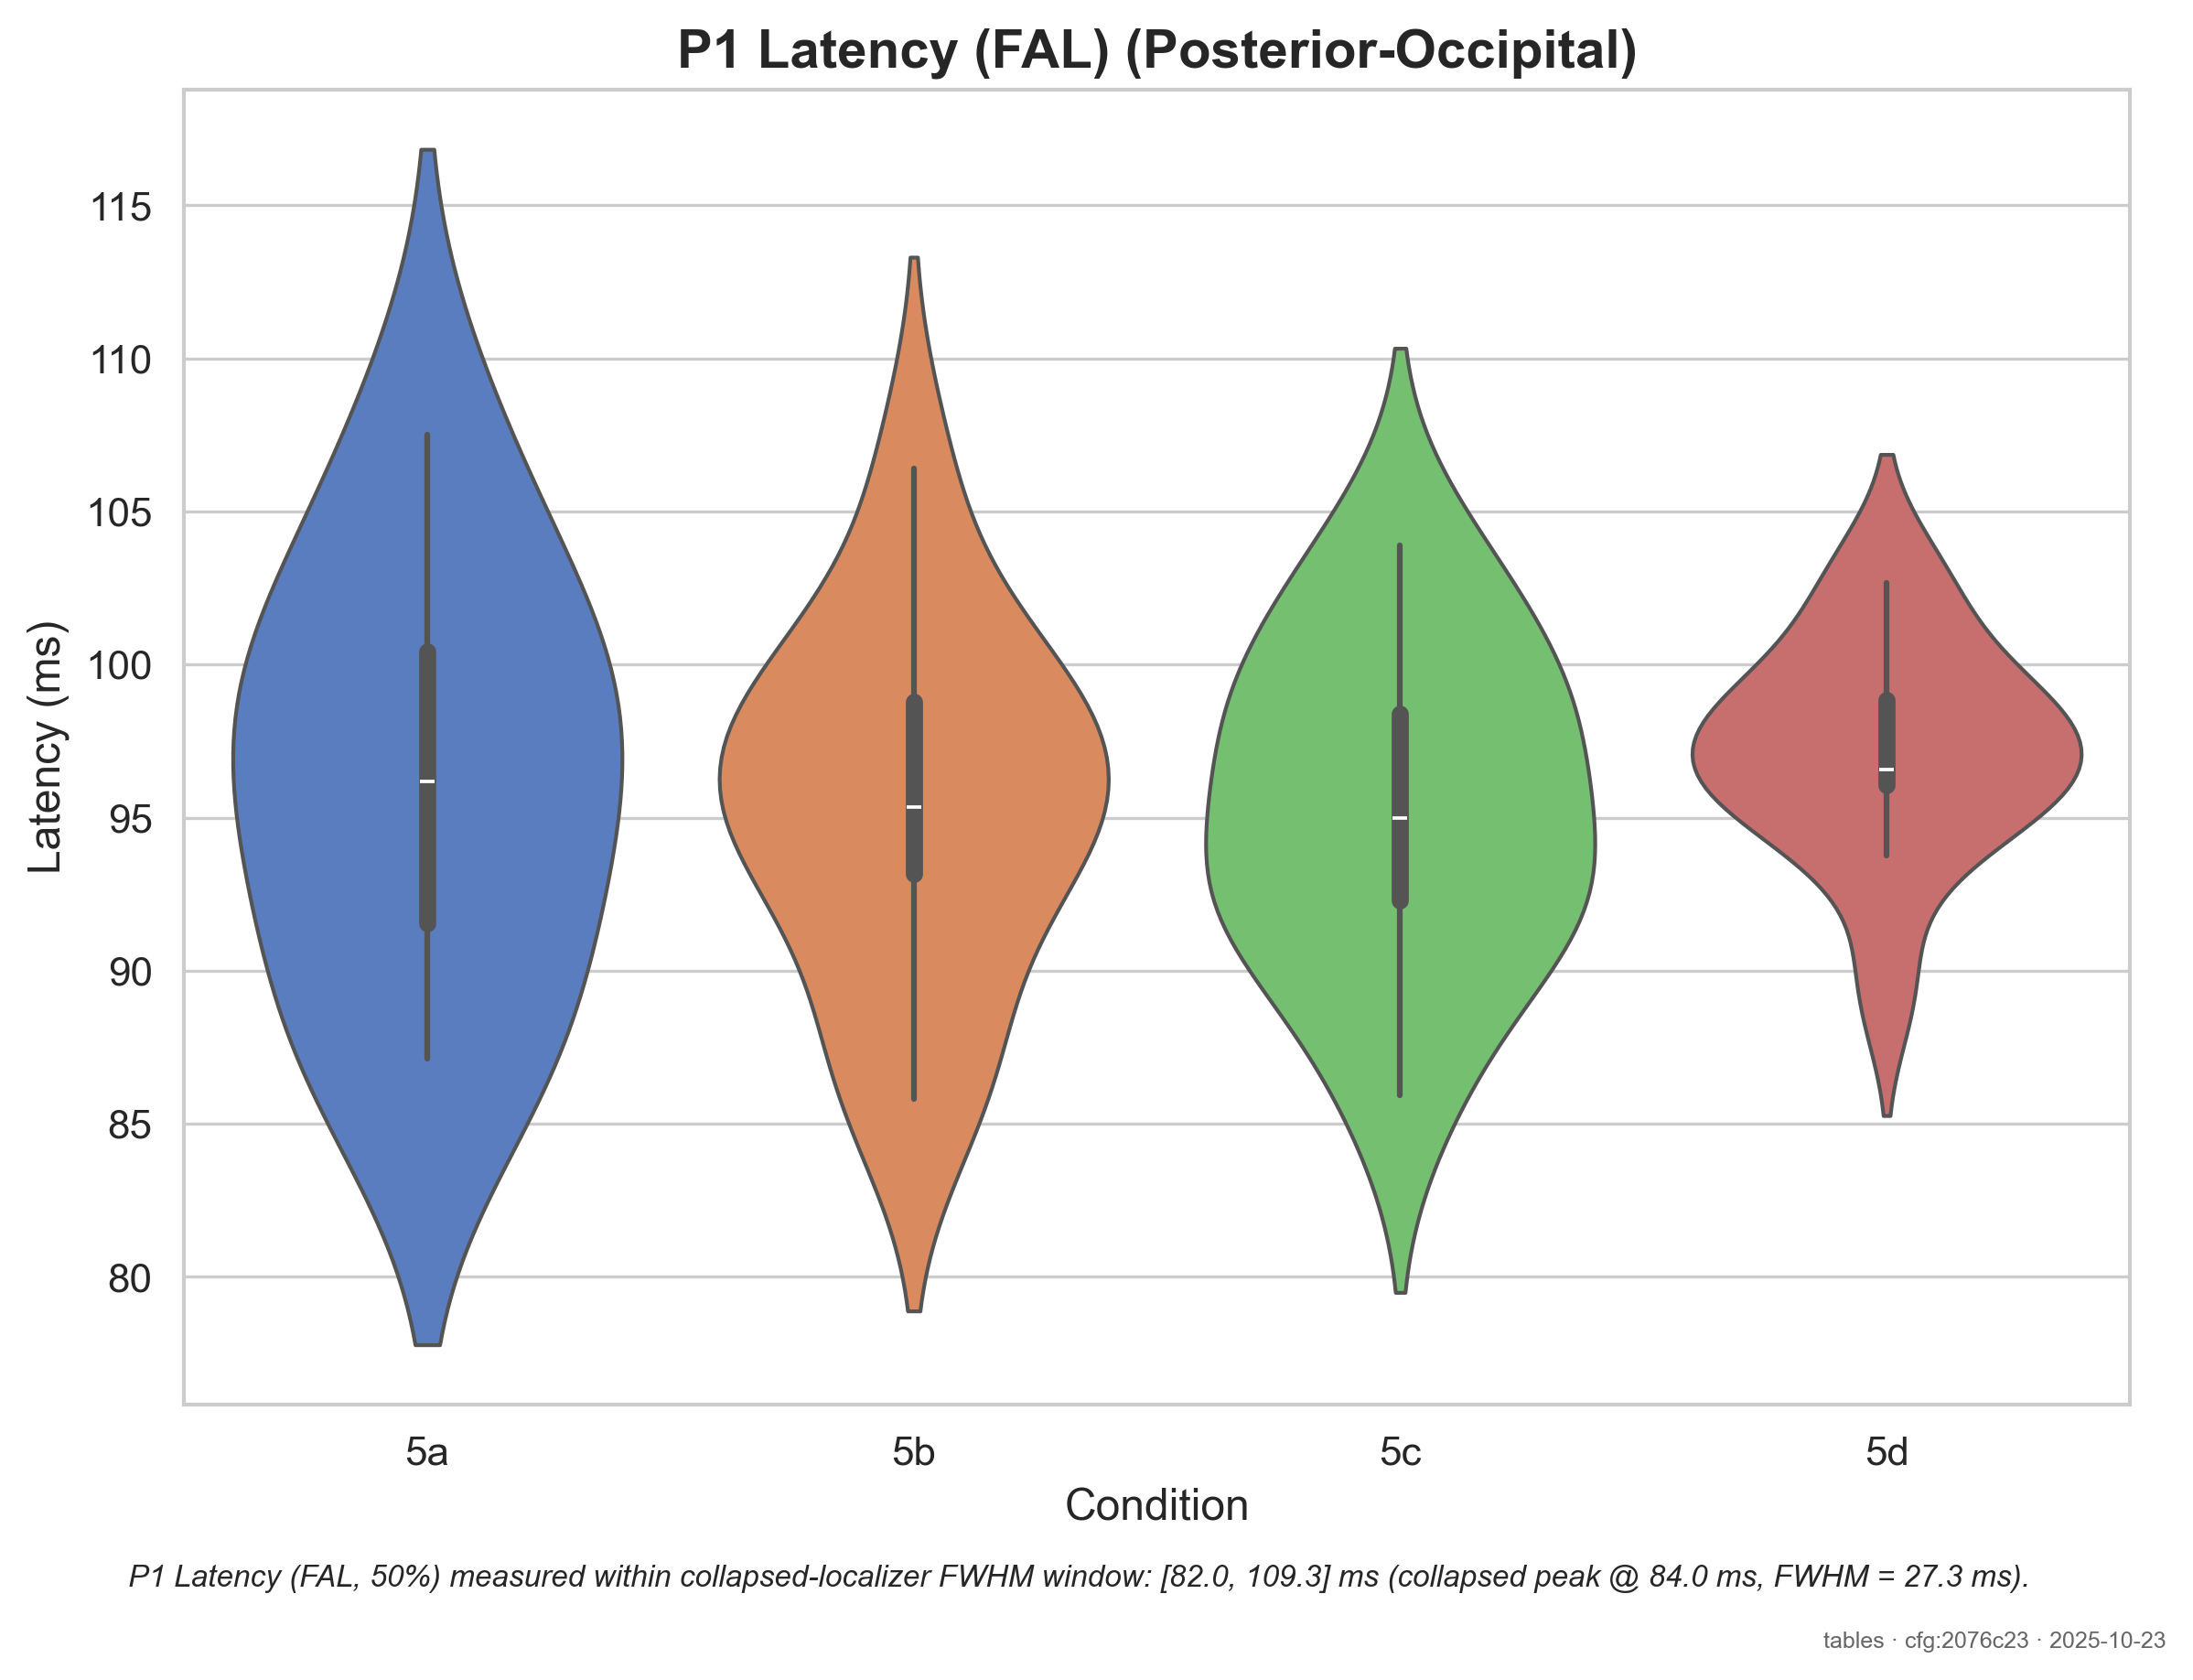 P1 Latency (FAL) (Posterior-Occipital)
Latency (ms)
115
110
105
100
95
90
85
80
5a 5b 5c 5d
Condition
P1 Latency (FAL, 50%) measured within collapsed-localizer FWHM window: [82.0, 109.3] ms (collapsed peak @ 84.0 ms, FWHM = 27.3 ms).
tables · cfg:2076c23 · 2025-10-23